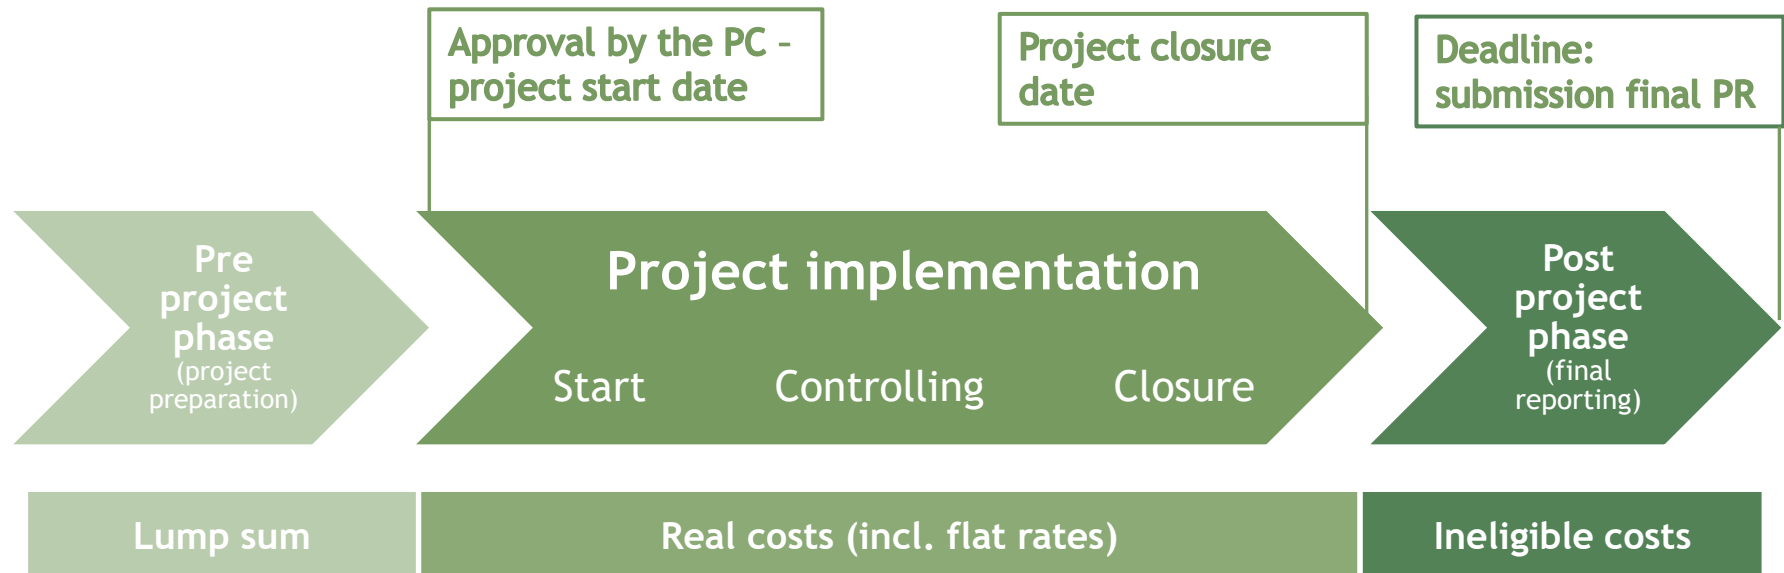 Approval by the PC –
project start date
Project closure
date
Deadline:
submission final PR
Pre
project
phase
(project
preparation)
Project implementation
Start
Controlling
Closure
Post
project
phase
(final
reporting)
Lump sum
Real costs (incl. flat rates)
Ineligible costs